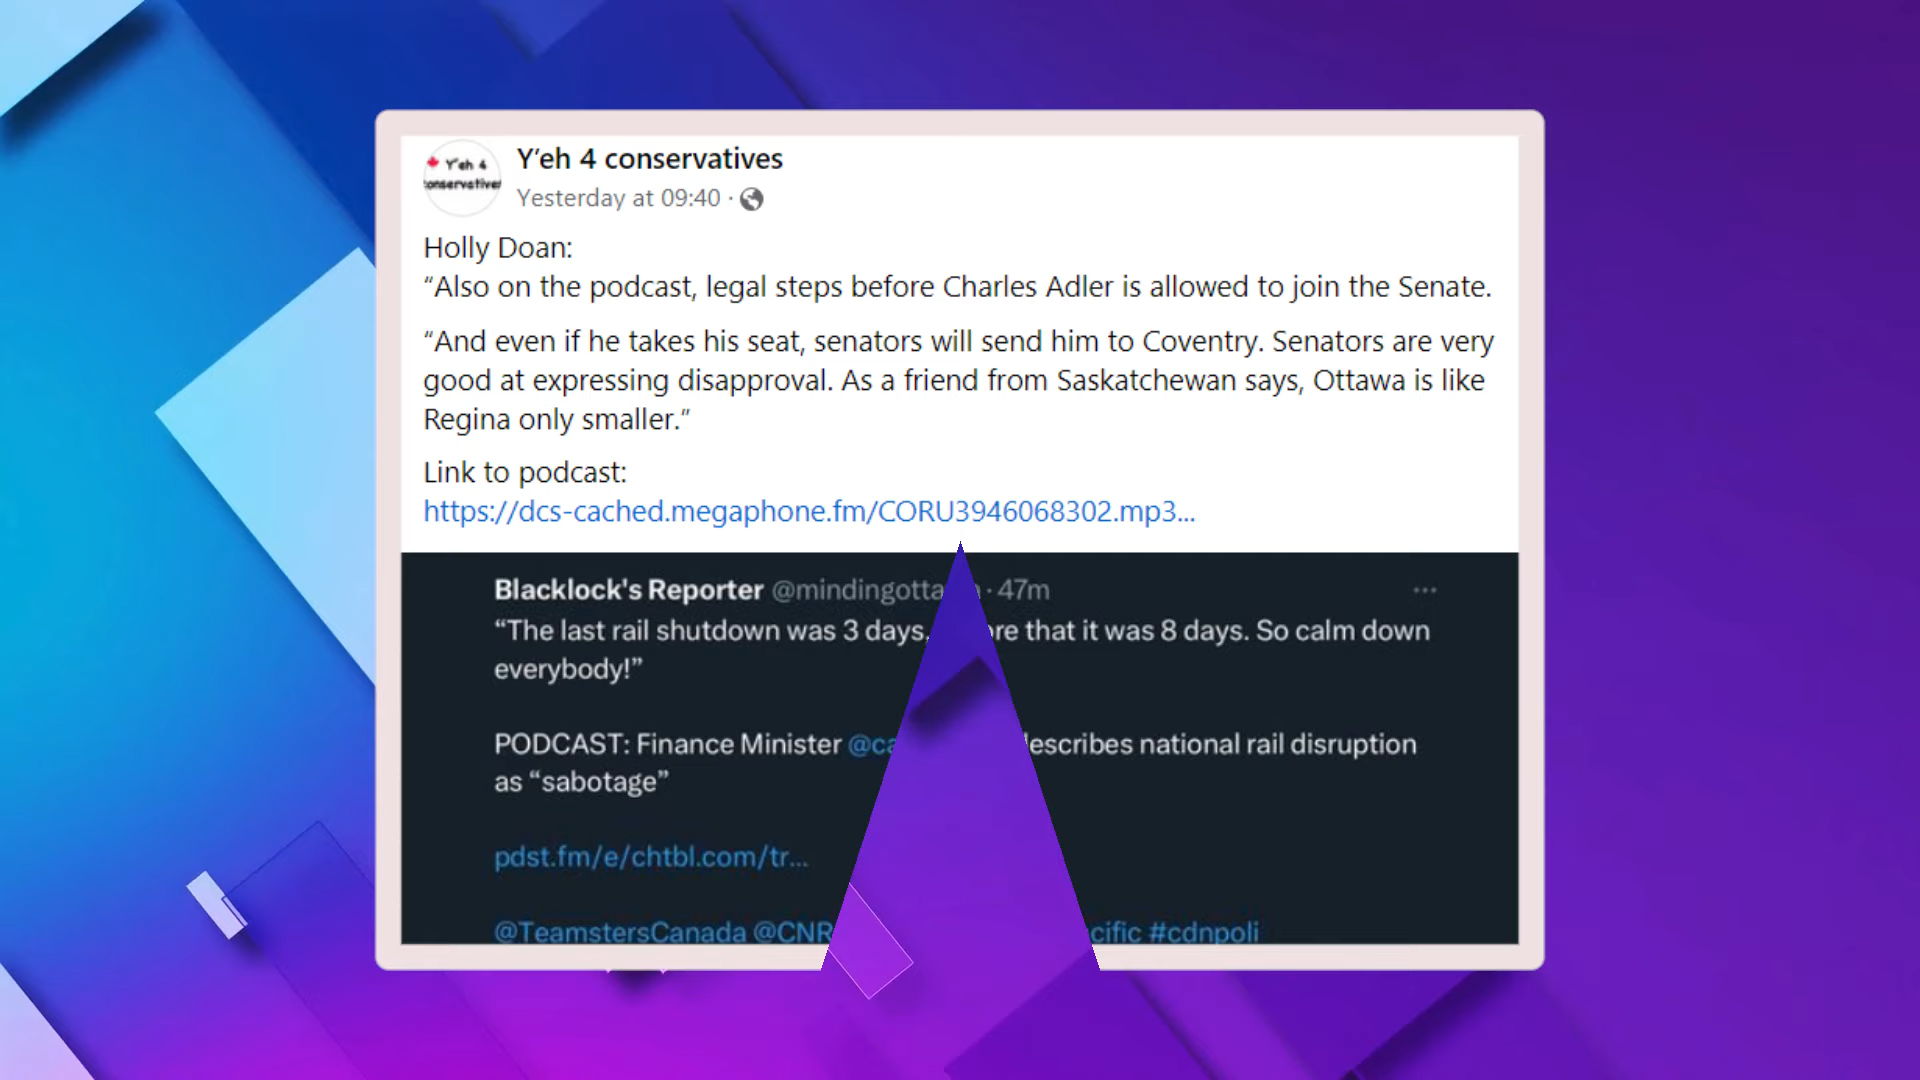 Y'eh 4
conservatives
Y'eh 4 conservatives
Yesterday at 09:40 ·
Holly Doan:
“Also on the podcast, legal steps before Charles Adler is allowed to join the Senate.
“And even if he takes his seat, senators will send him to Coventry. Senators are very
good at expressing disapproval. As a friend from Saskatchewan says, Ottawa is like
Regina only smaller.”
Link to podcast:
https://dcs-cached.megaphone.fm/CORU3946068302.mp3...
Blacklock's Reporter · 47m ...
“The last rail shutdown was 3 days, that it was 8 days. So calm down
everybody!”
PODCAST: Finance Minister national rail disruption
as “sabotage”
pdst.fm/e/chtbl.com/tr...
@TeamstersCanada #cdnpoli